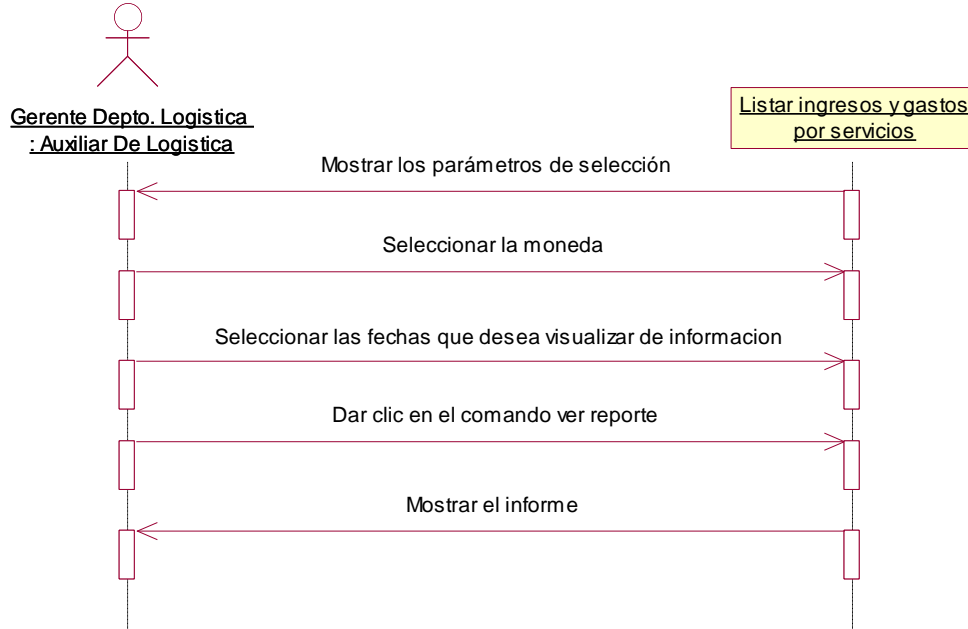 Gerente Depto. Logistica
: Auxiliar De Logistica
Listar ingresos y gastos
por servicios
Mostrar los parámetros de selección
Seleccionar la moneda
Seleccionar las fechas que desea visualizar de informacion
Dar clic en el comando ver reporte
Mostrar el informe